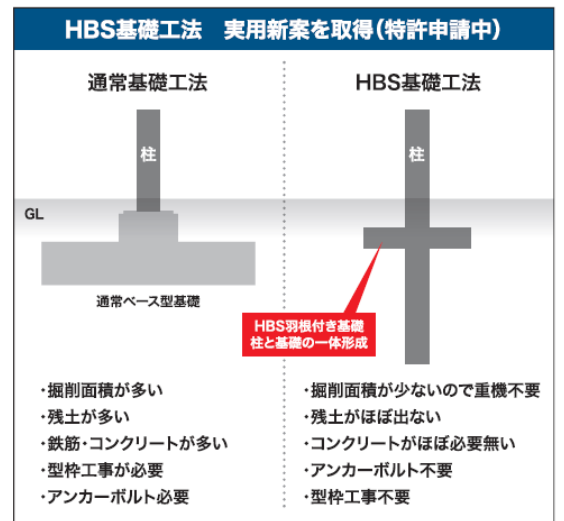 HBS基礎工法 実用新案を取得(特許申請中)
通常基礎工法
柱
GL
通常ベース型基礎
・掘削面積が多い
・残土が多い
・鉄筋・コンクリートが多い
・型枠工事が必要
・アンカーボルト必要
HBS基礎工法
柱
HBS羽根付き基礎
柱と基礎の一体形成
・掘削面積が少ないので重機不要
・残土がほぼ出ない
・コンクリートがほぼ必要無い
・アンカーボルト不要
・型枠工事不要